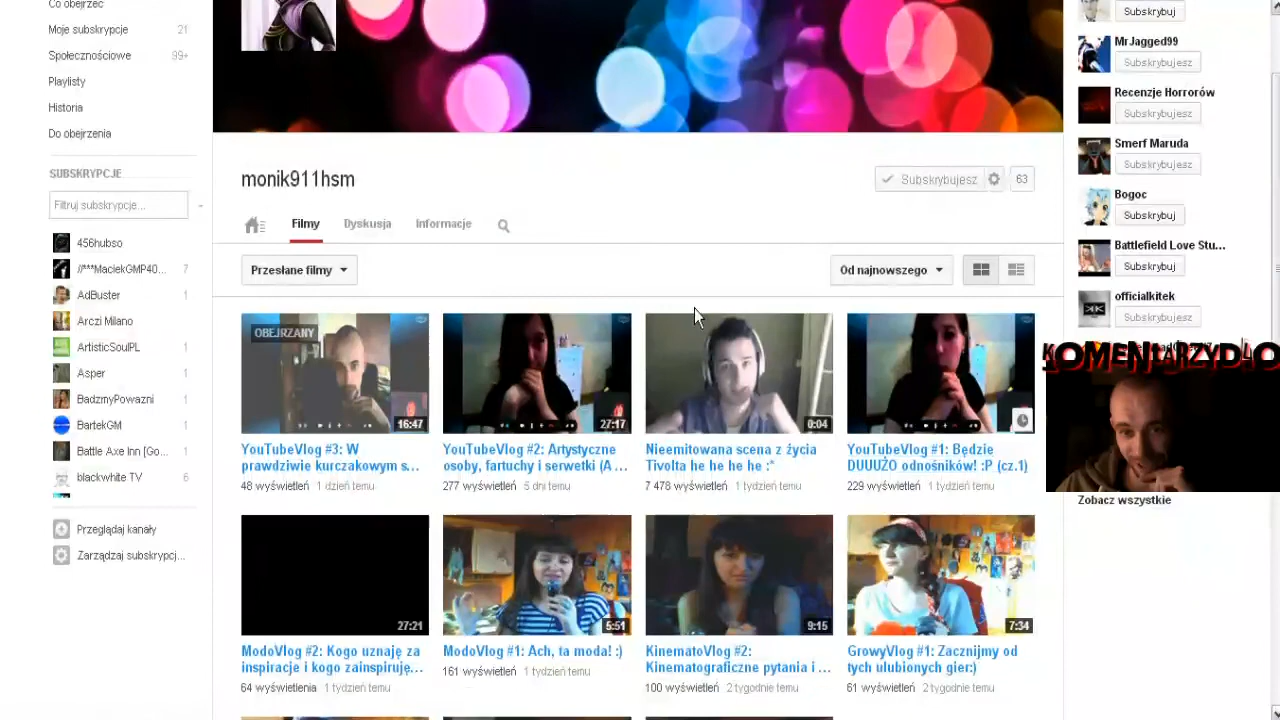 Co obejrzeć
Moje subskrypcje 21
Społecznościowe 99+
Playlisty
Historia
Do obejrzenia
SUBSKRYPCJE
Filtruj subskrypcje...
456hubso
//***MaciekGMP40... 7
AdBuster 1
Arczi Milano 1
ArtisticSoulPL 1
Asper 1
BadzmyPowazni 1
BartekGM 1
Battle Axe Inn [Go... 1
blackwhite TV 6
Przeglądaj kanały
Zarządzaj subskrypcj...
monik911hsm
Subskrybujesz 63
Filmy Dyskusja Informacje
Przesłane filmy
Od najnowszego
OBEJRZANY
16:47
YouTubeVlog #3: W
prawdziwie kurczakowym s...
48 wyświetleń 1 dzień temu
27:17
YouTubeVlog #2: Artystyczne
osoby, fartuchy i serwetki (A ...
277 wyświetleń 5 dni temu
0:04
Nieemitowana scena z życia
Tivolta he he he he :*
7 478 wyświetleń 1 tydzień temu
YouTubeVlog #1: Będzie
DUUUŻO odnośników! :P (cz.1)
229 wyświetleń 1 tydzień temu
27:21
ModoVlog #2: Kogo uznaję za
inspiracje i kogo zainspiruję...
64 wyświetlenia 1 tydzień temu
5:51
ModoVlog #1: Ach, ta moda! :)
161 wyświetleń 1 tydzień temu
9:15
KinematoVlog #2:
Kinematograficzne pytania i ...
100 wyświetleń 2 tygodnie temu
7:34
GrowyVlog #1: Zacznijmy od
tych ulubionych gier:)
61 wyświetleń 2 tygodnie temu
Subskrybuj
MrJagged99
Subskrybujesz
Recenzje Horrorów
Subskrybujesz
Smerf Maruda
Subskrybujesz
Bogoc
Subskrybuj
Battlefield Love Stu...
Subskrybuj
officialkitek
Subskrybujesz
KOMENTARZYDŁO
Zobacz wszystkie